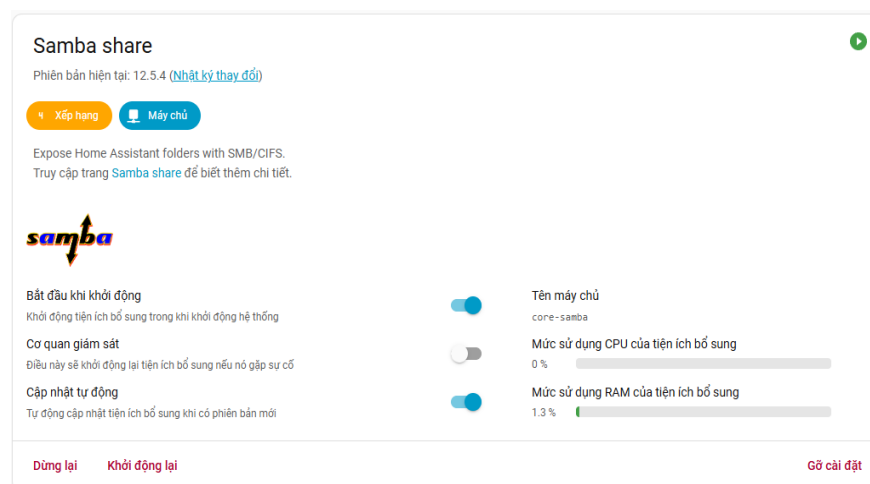 Samba share
Phiên bản hiện tại: 12.5.4 (Nhật ký thay đổi)
4 Xếp hạng Máy chủ
Expose Home Assistant folders with SMB/CIFS.
Truy cập trang Samba share để biết thêm chi tiết.
samba
Bắt đầu khi khởi động
Khởi động tiện ích bổ sung trong khi khởi động hệ thống
Tên máy chủ
core-samba
Cơ quan giám sát
Điều này sẽ khởi động lại tiện ích bổ sung nếu nó gặp sự cố
Mức sử dụng CPU của tiện ích bổ sung
0 %
Cập nhật tự động
Tự động cập nhật tiện ích bổ sung khi có phiên bản mới
Mức sử dụng RAM của tiện ích bổ sung
1.3 %
Dừng lại Khởi động lại Gỡ cài đặt